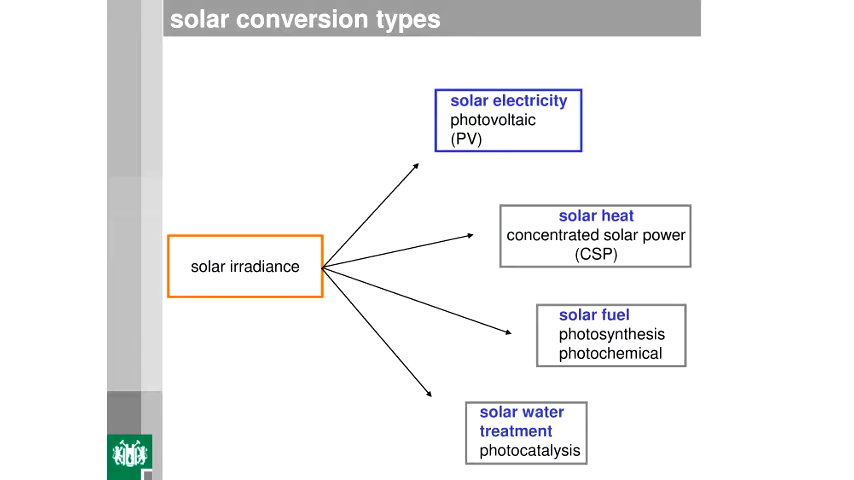 solar conversion types
solar electricity
photovoltaic
(PV)
solar heat
concentrated solar power
(CSP)
solar irradiance
solar fuel
photosynthesis
photochemical
solar water
treatment
photocatalysis